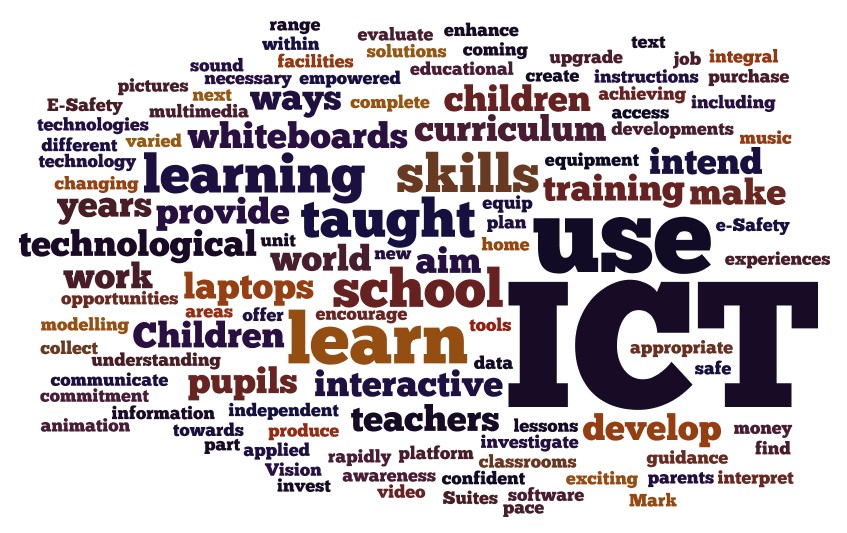 range
evaluate enhance
within solutions coming text
sound facilities upgrade job integral
necessary empowered educational create instructions purchase
pictures next ways complete children achieving
E-Safety multimedia access including
technologies whiteboards curriculum developments
different varied music
technology learning skills equipment intend
changing training make
years provide taught equip
plan use e-Safety
technological unit world new aim home experiences
work laptops school
opportunities areas offer encourage ICT
modelling Children learn tools
collect appropriate
understanding data safe
communicate pupils interactive
commitment
information independent teachers lessons develop money
animation towards produce
part applied investigate find
rapidly platform classrooms guidance
Vision awareness confident exciting parents interpret
invest video Suites software
pace Mark